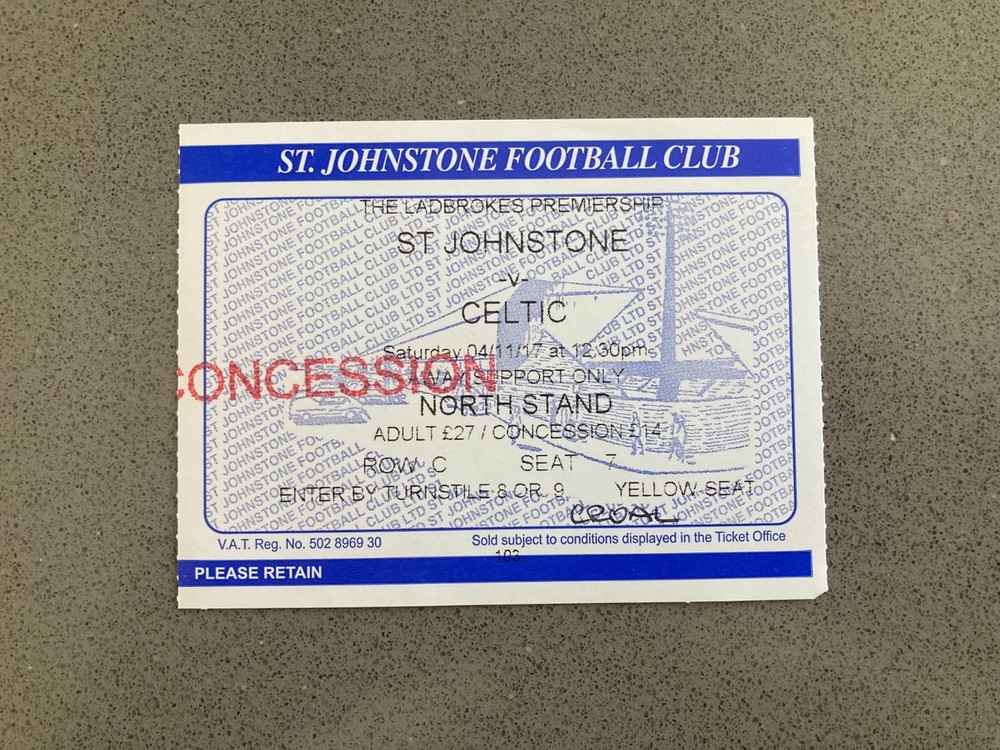 ST. JOHNSTONE FOOTBALL CLUB
THE LADBROKES PREMIERSHIP
ST JOHNSTONE
-v-
CELTIC
Saturday 04/11/17 at 12.30pm
CONCESSION
AWAY SUPPORT ONLY
NORTH STAND
ADULT £27 / CONCESSION £14
ROW C SEAT 7
ENTER BY TURNSTILE 8 OR 9 YELLOW SEAT
CROAL
V.A.T. Reg. No. 502 8969 30 Sold subject to conditions displayed in the Ticket Office
103
PLEASE RETAIN